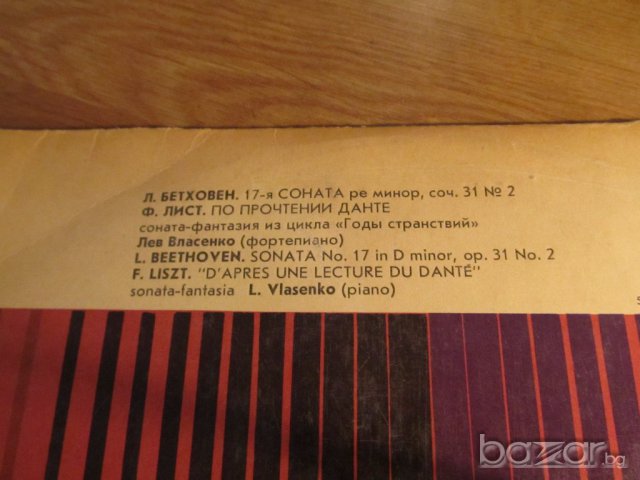 Л. БЕТХОВЕН. 17-я СОНАТА ре минор, соч. 31 № 2
Ф. ЛИСТ. ПО ПРОЧТЕНИИ ДАНТЕ
соната-фантазия из цикла «Годы странствий»
Лев Власенко (фортепиано)
L. BEETHOVEN. SONATA No. 17 in D minor, op. 31 No. 2
F. LISZT. "D'APRES UNE LECTURE DU DANTÉ"
sonata-fantasia L. Vlasenko (piano)
bazar.bg